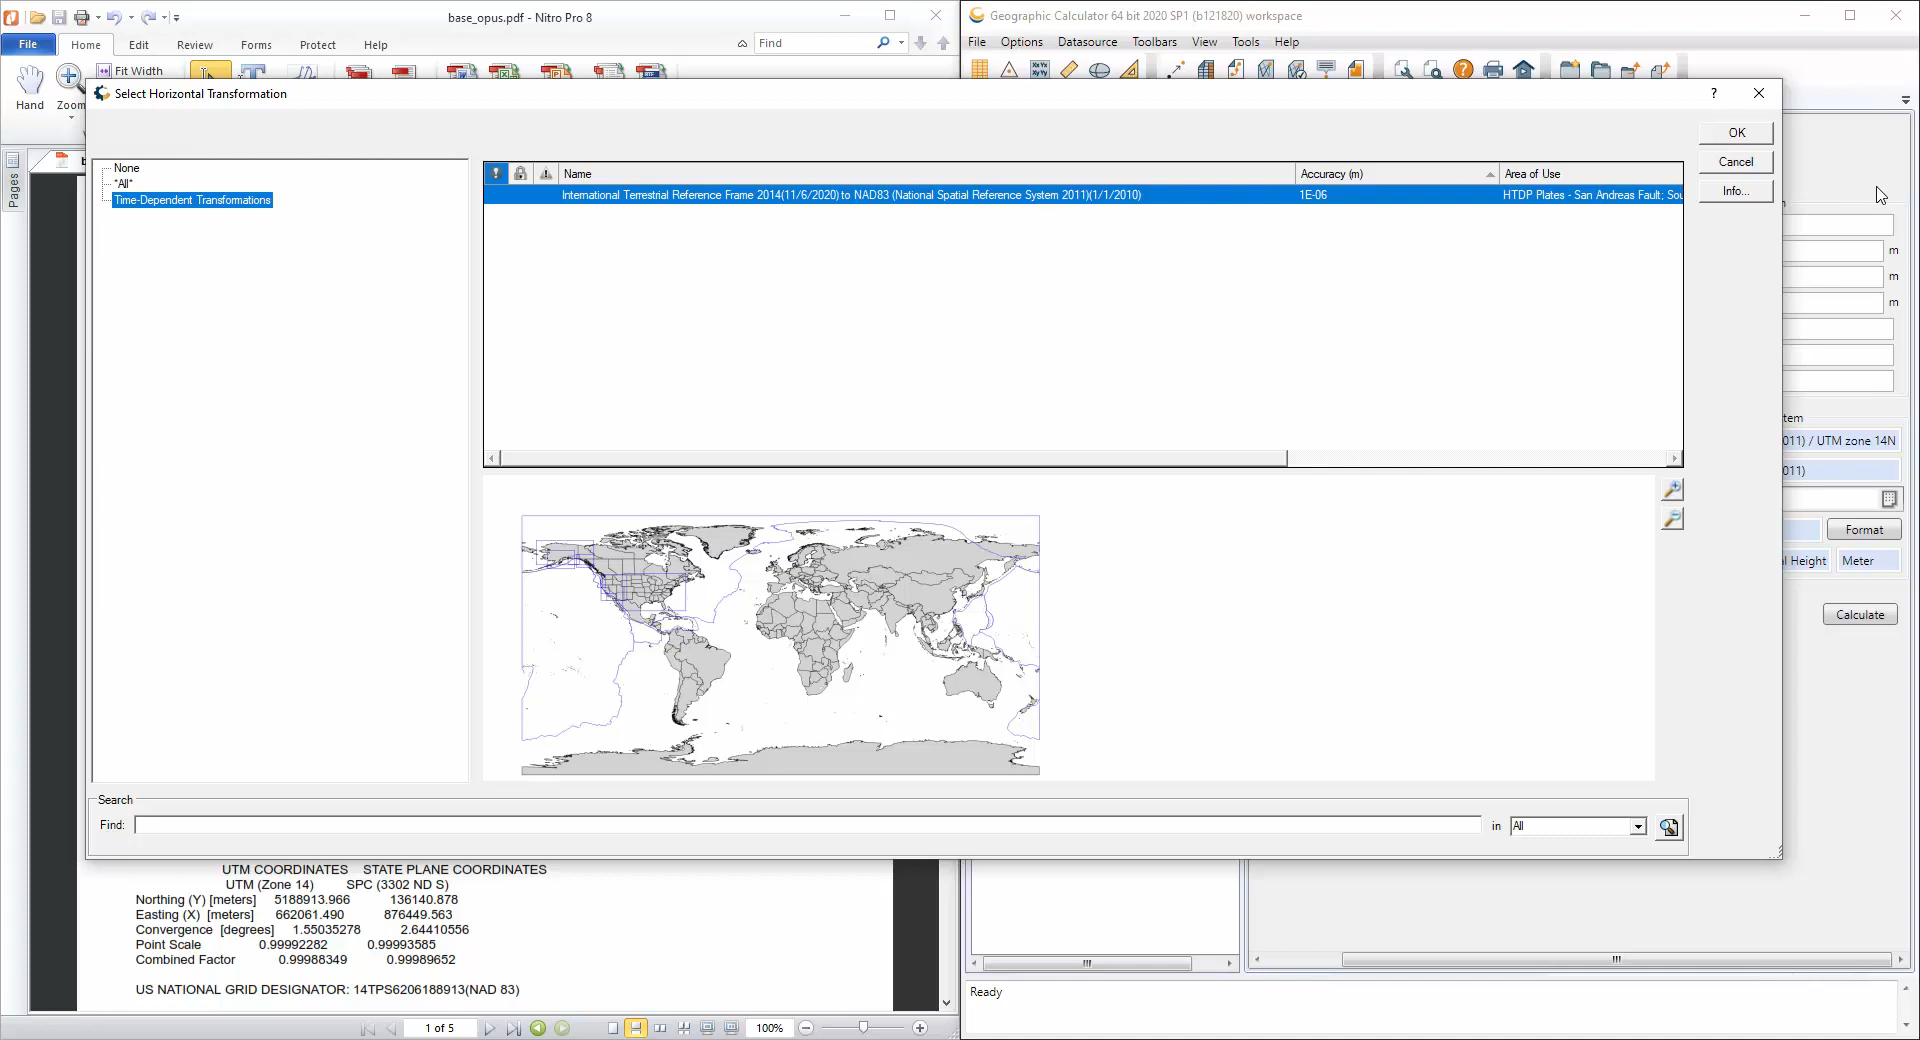 base_opus.pdf - Nitro Pro 8
File Home Edit Review Forms Protect Help
Find
Hand
Zoom
Fit Width
Pages
Geographic Calculator 64 bit 2020 SP1 (b121820) workspace
File Options Datasource Toolbars View Tools Help
Select Horizontal Transformation
?
OK
Cancel
Info...
None
*All*
Time-Dependent Transformations
Name Accuracy (m) Area of Use
International Terrestrial Reference Frame 2014(11/6/2020) to NAD83 (National Spatial Reference System 2011)(1/1/2010) 1E-06 HTDP Plates - San Andreas Fault; Sou
m
m
m
tem
011) / UTM zone 14N
011)
Format
l Height Meter
Calculate
Search
Find: in All
UTM COORDINATES STATE PLANE COORDINATES
UTM (Zone 14) SPC (3302 ND S)
Northing (Y) [meters] 5188913.966 136140.878
Easting (X) [meters] 662061.490 876449.563
Convergence [degrees] 1.55035278 2.64410556
Point Scale 0.99992282 0.99993585
Combined Factor 0.99988349 0.99989652
US NATIONAL GRID DESIGNATOR: 14TPS6206188913(NAD 83)
1 of 5
100%
Ready